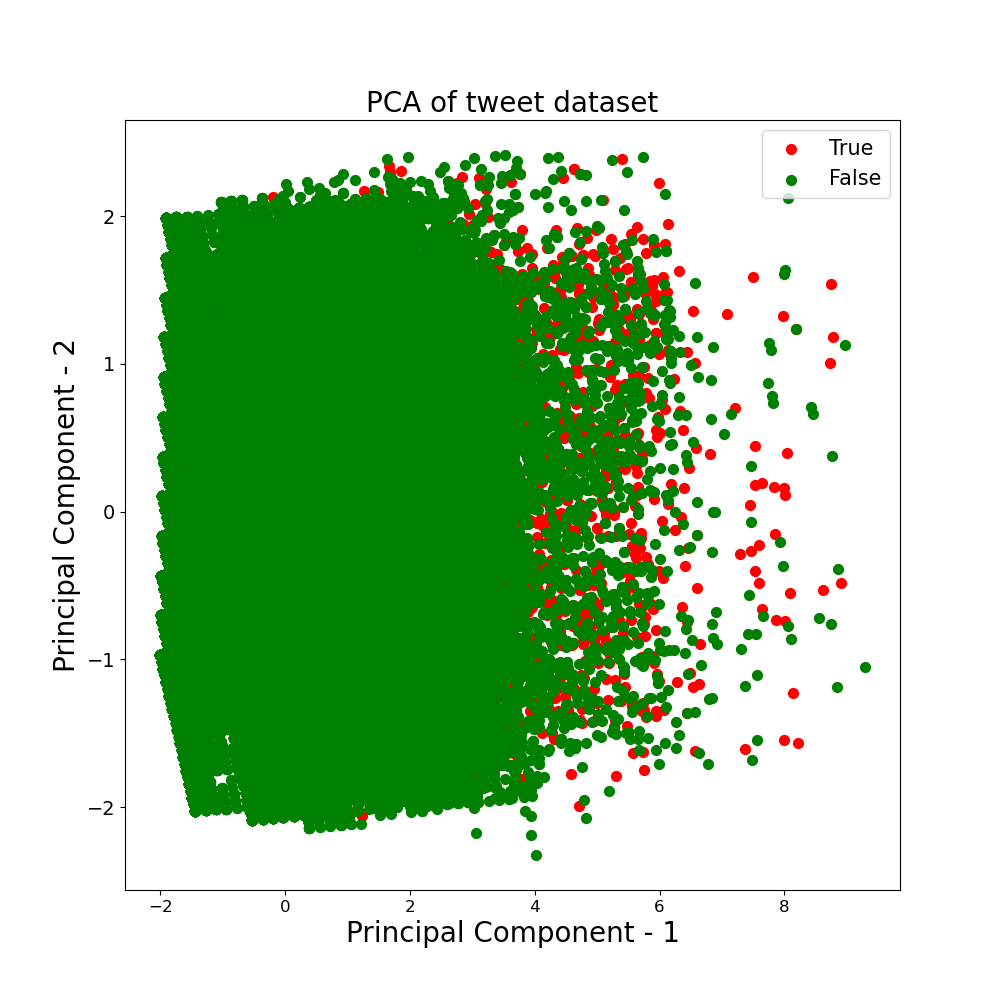 PCA of tweet dataset
True
False
Principal Component - 2
2
1
0
−1
−2
−2 0 2 4 6 8
Principal Component - 1